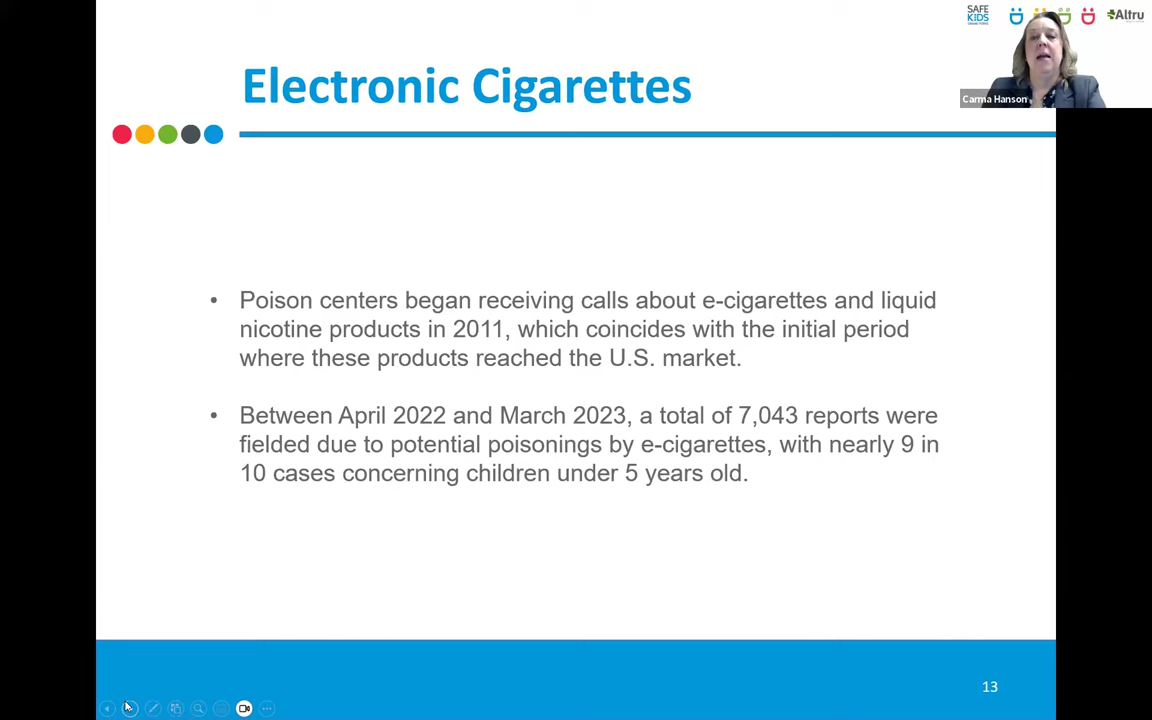 SAFE
KiDS
Altru
Carma Hanson
Electronic Cigarettes
• Poison centers began receiving calls about e-cigarettes and liquid
nicotine products in 2011, which coincides with the initial period
where these products reached the U.S. market.
• Between April 2022 and March 2023, a total of 7,043 reports were
fielded due to potential poisonings by e-cigarettes, with nearly 9 in
10 cases concerning children under 5 years old.
13